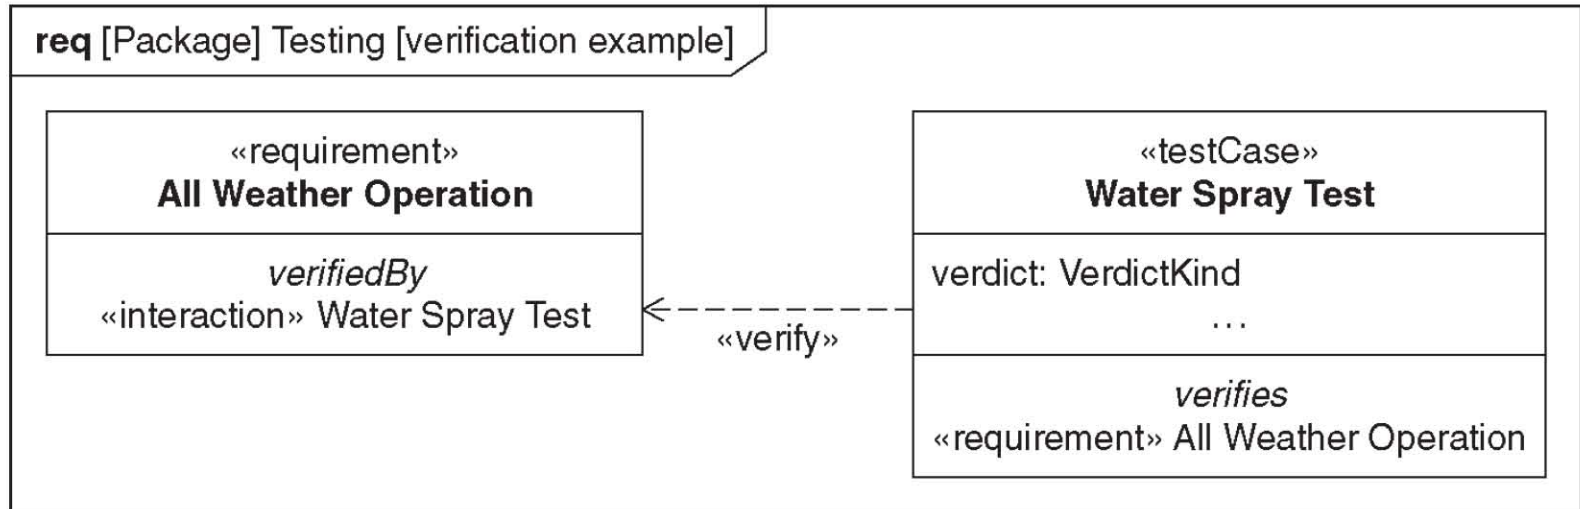 req [Package] Testing [verification example]
«requirement»
All Weather Operation
verifiedBy
«interaction» Water Spray Test
«verify»
«testCase»
Water Spray Test
verdict: VerdictKind
...
verifies
«requirement» All Weather Operation